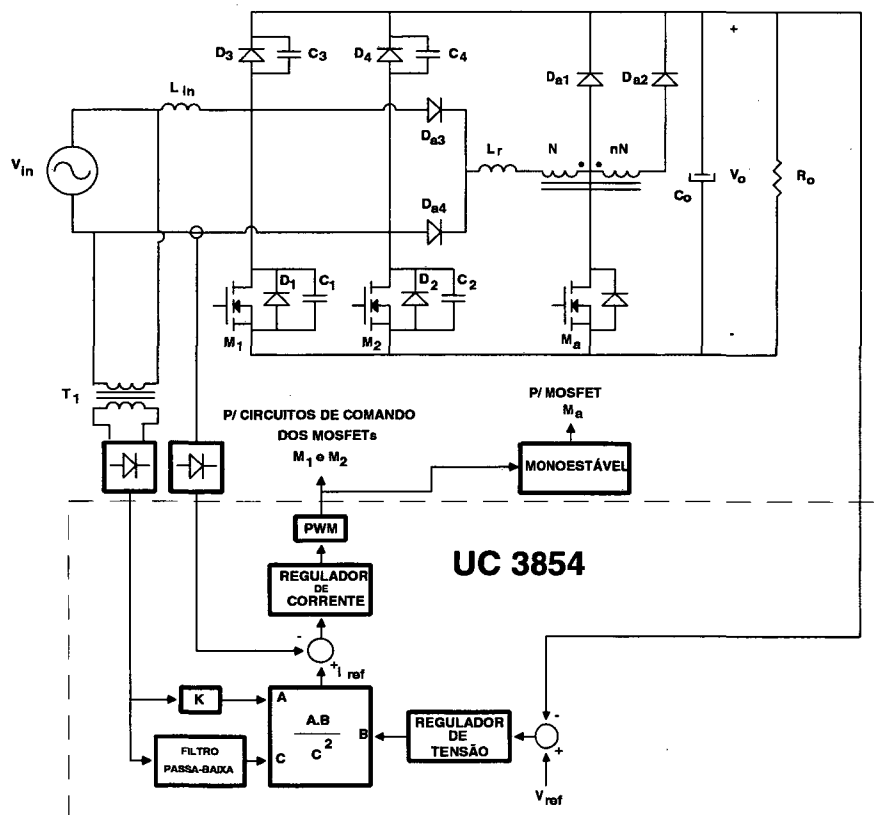 D3
C3
D4
C4
Da1
Da2
+
Lin
Vin
Da3
Lr
N
nN
Co
Vo
Ro
Da4
D1
C1
D2
C2
M1
M2
Ma
-
T1
P/ CIRCUITOS DE COMANDO
DOS MOSFETs
M1 e M2
P/ MOSFET
Ma
MONOESTÁVEL
PWM
UC 3854
REGULADOR
DE
CORRENTE
-
+
i ref
K
A
A.B
C2
B
C
FILTRO
PASSA-BAIXA
REGULADOR
DE
TENSÃO
-
+
Vref